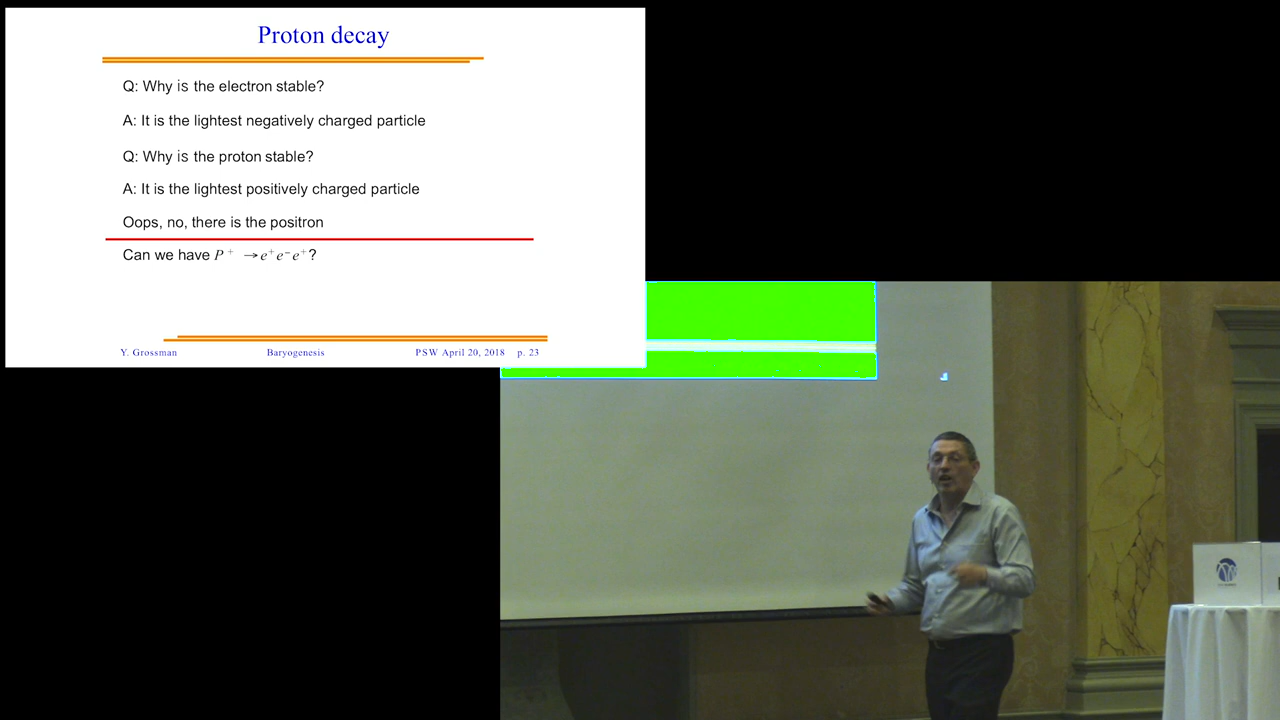 Proton decay
Q: Why is the electron stable?
A: It is the lightest negatively charged particle
Q: Why is the proton stable?
A: It is the lightest positively charged particle
Oops, no, there is the positron
Can we have P⁺ → e⁺e⁻e⁺?
Y. Grossman Baryogenesis PSW April 20, 2018 p. 23